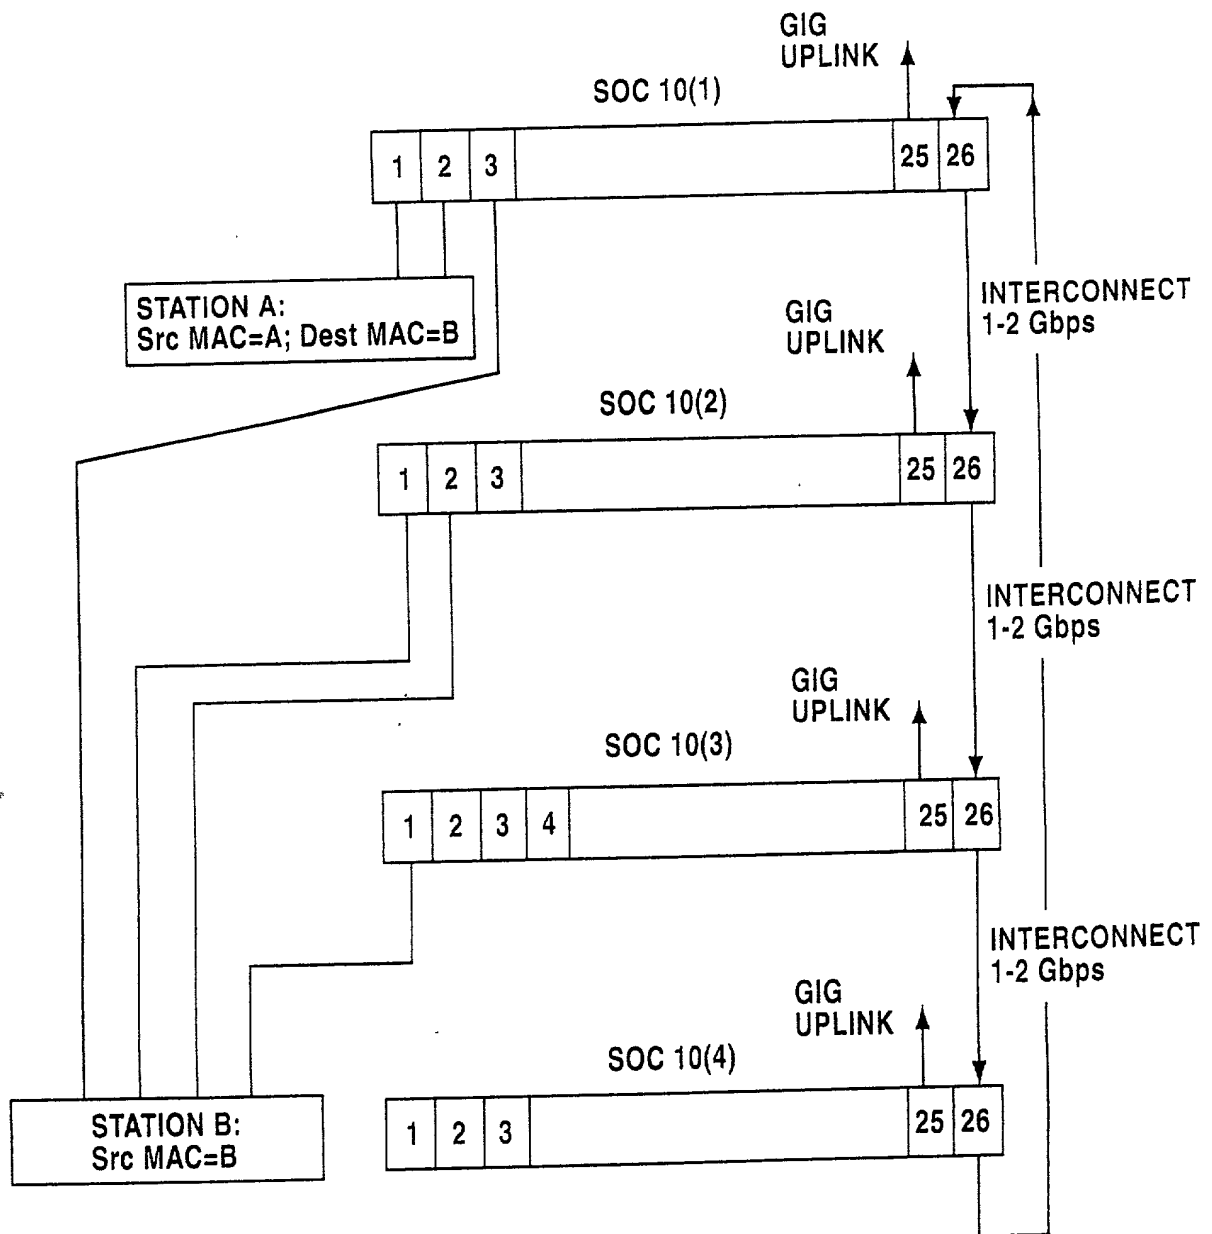 GIG
UPLINK
SOC 10(1)
1 2 3 25 26
STATION A:
Src MAC=A; Dest MAC=B
INTERCONNECT
1-2 Gbps
GIG
UPLINK
SOC 10(2)
1 2 3 25 26
INTERCONNECT
1-2 Gbps
GIG
UPLINK
SOC 10(3)
1 2 3 4 25 26
INTERCONNECT
1-2 Gbps
GIG
UPLINK
SOC 10(4)
1 2 3 25 26
STATION B:
Src MAC=B